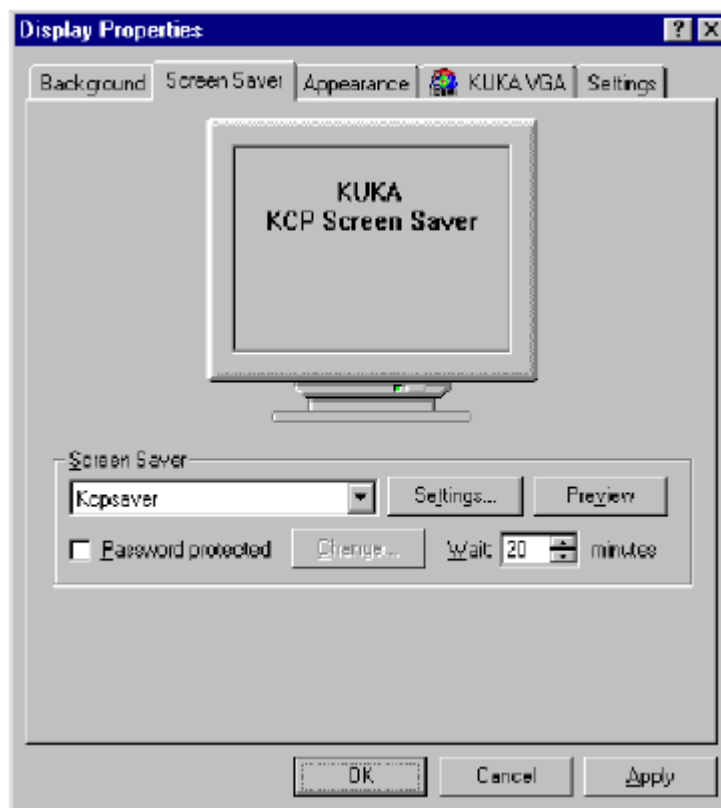 Display Properties
Background Screen Saver Appearance KUKA VGA Settings
KUKA
KCP Screen Saver
Screen Saver
Kcpsaver Settings... Preview
Password protected Change... Wait: 20 minutes
OK Cancel Apply